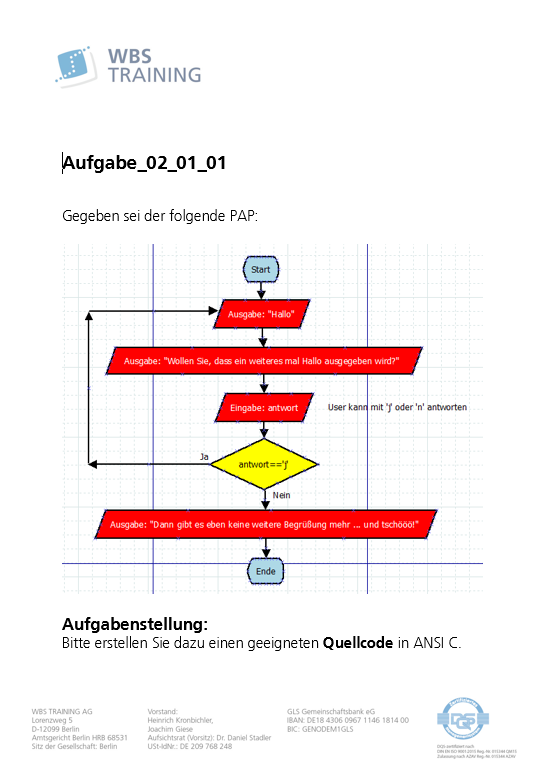 WBS
TRAINING
Aufgabe_02_01_01
Gegeben sei der folgende PAP:
Start
Ausgabe: "Hallo"
Ausgabe: "Wollen Sie, dass ein weiteres mal Hallo ausgegeben wird?"
Eingabe: antwort
User kann mit 'j' oder 'n' antworten
Ja
antwort=='j'
Nein
Ausgabe: "Dann gibt es eben keine weitere Begrüßung mehr ... und tschööö!"
Ende
Aufgabenstellung:
Bitte erstellen Sie dazu einen geeigneten Quellcode in ANSI C.
WBS TRAINING AG
Lorenzweg 5
D-12099 Berlin
Amtsgericht Berlin HRB 68531
Sitz der Gesellschaft: Berlin
Vorstand:
Heinrich Kronbichler,
Joachim Giese
Aufsichtsrat (Vorsitz): Dr. Daniel Stadler
USt-IdNr.: DE 209 768 248
GLS Gemeinschaftsbank eG
IBAN: DE18 4306 0967 1146 1814 00
BIC: GENODEM1GLS
DQS
DQS zertifiziert nach